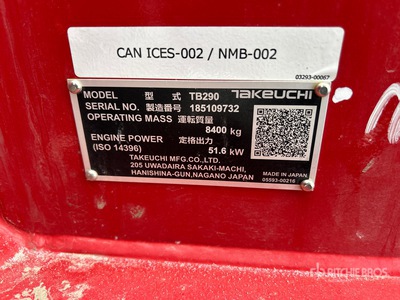 CAN ICES-002 / NMB-002
03293-00067
MODEL 型 式 TB290 TAKEUCHI
SERIAL NO. 製造番号 185109732
OPERATING MASS 運転質量
8400 kg
ENGINE POWER 定格出力
(ISO 14396) 51.6 kW
TAKEUCHI MFG.CO.,LTD.
205 UWADAIRA SAKAKI-MACHI,
HANISHINA-GUN,NAGANO JAPAN
MADE IN JAPAN
05593-00216
RITCHIE BROS.